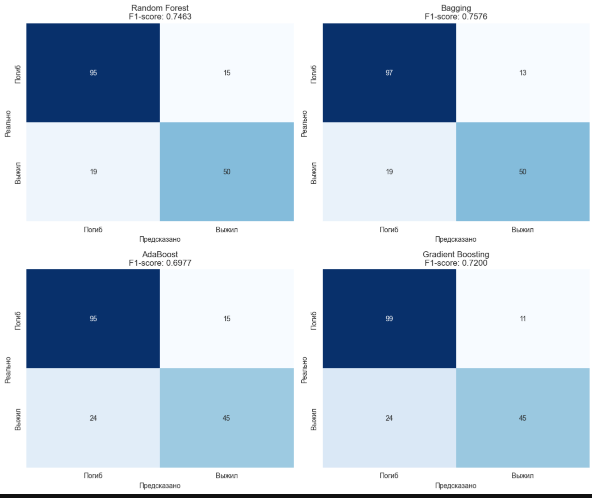 Random Forest
F1-score: 0.7463
Реально
Погиб
95
15
Выжил
19
50
Погиб
Выжил
Предсказано
Bagging
F1-score: 0.7576
Реально
Погиб
97
13
Выжил
19
50
Погиб
Выжил
Предсказано
AdaBoost
F1-score: 0.6977
Реально
Погиб
95
15
Выжил
24
45
Погиб
Выжил
Предсказано
Gradient Boosting
F1-score: 0.7200
Реально
Погиб
99
11
Выжил
24
45
Погиб
Выжил
Предсказано